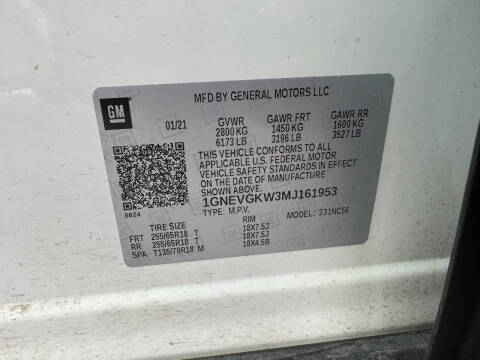 MFD BY GENERAL MOTORS LLC
GM
01/21
GVWR GAWR FRT GAWR RR
2800 KG 1450 KG 1600 KG
6173 LB 3196 LB 3527 LB
THIS VEHICLE CONFORMS TO ALL
APPLICABLE U.S. FEDERAL MOTOR
VEHICLE SAFETY STANDARDS IN EFFECT
ON THE DATE OF MANUFACTURE
SHOWN ABOVE.
1GNEVGKW3MJ161953
TYPE: M.P.V. MODEL: 331NC56
8624
TIRE SIZE RIM
FRT 255/65R18 T 18X7.5J
RR 255/65R18 T 18X7.5J
SPA T135/70R18 M 18X4.5B